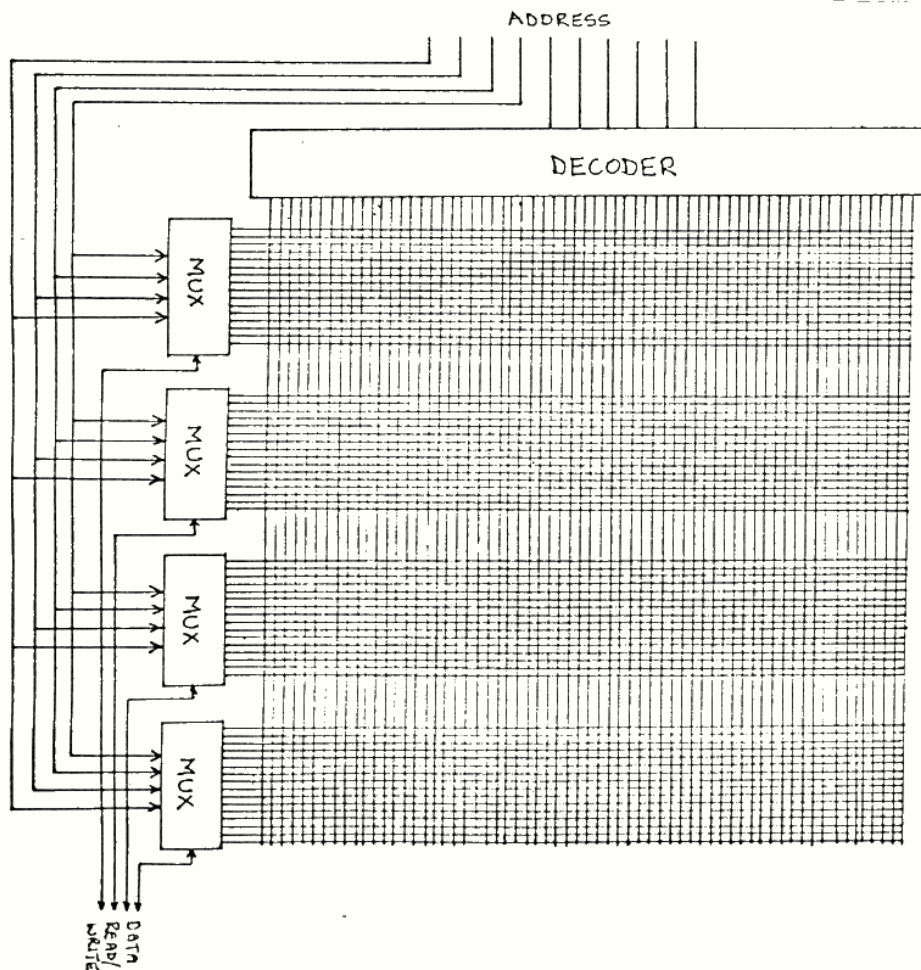 ADDRESS
DECODER
MUX
MUX
MUX
MUX
DATA
READ/
WRITE